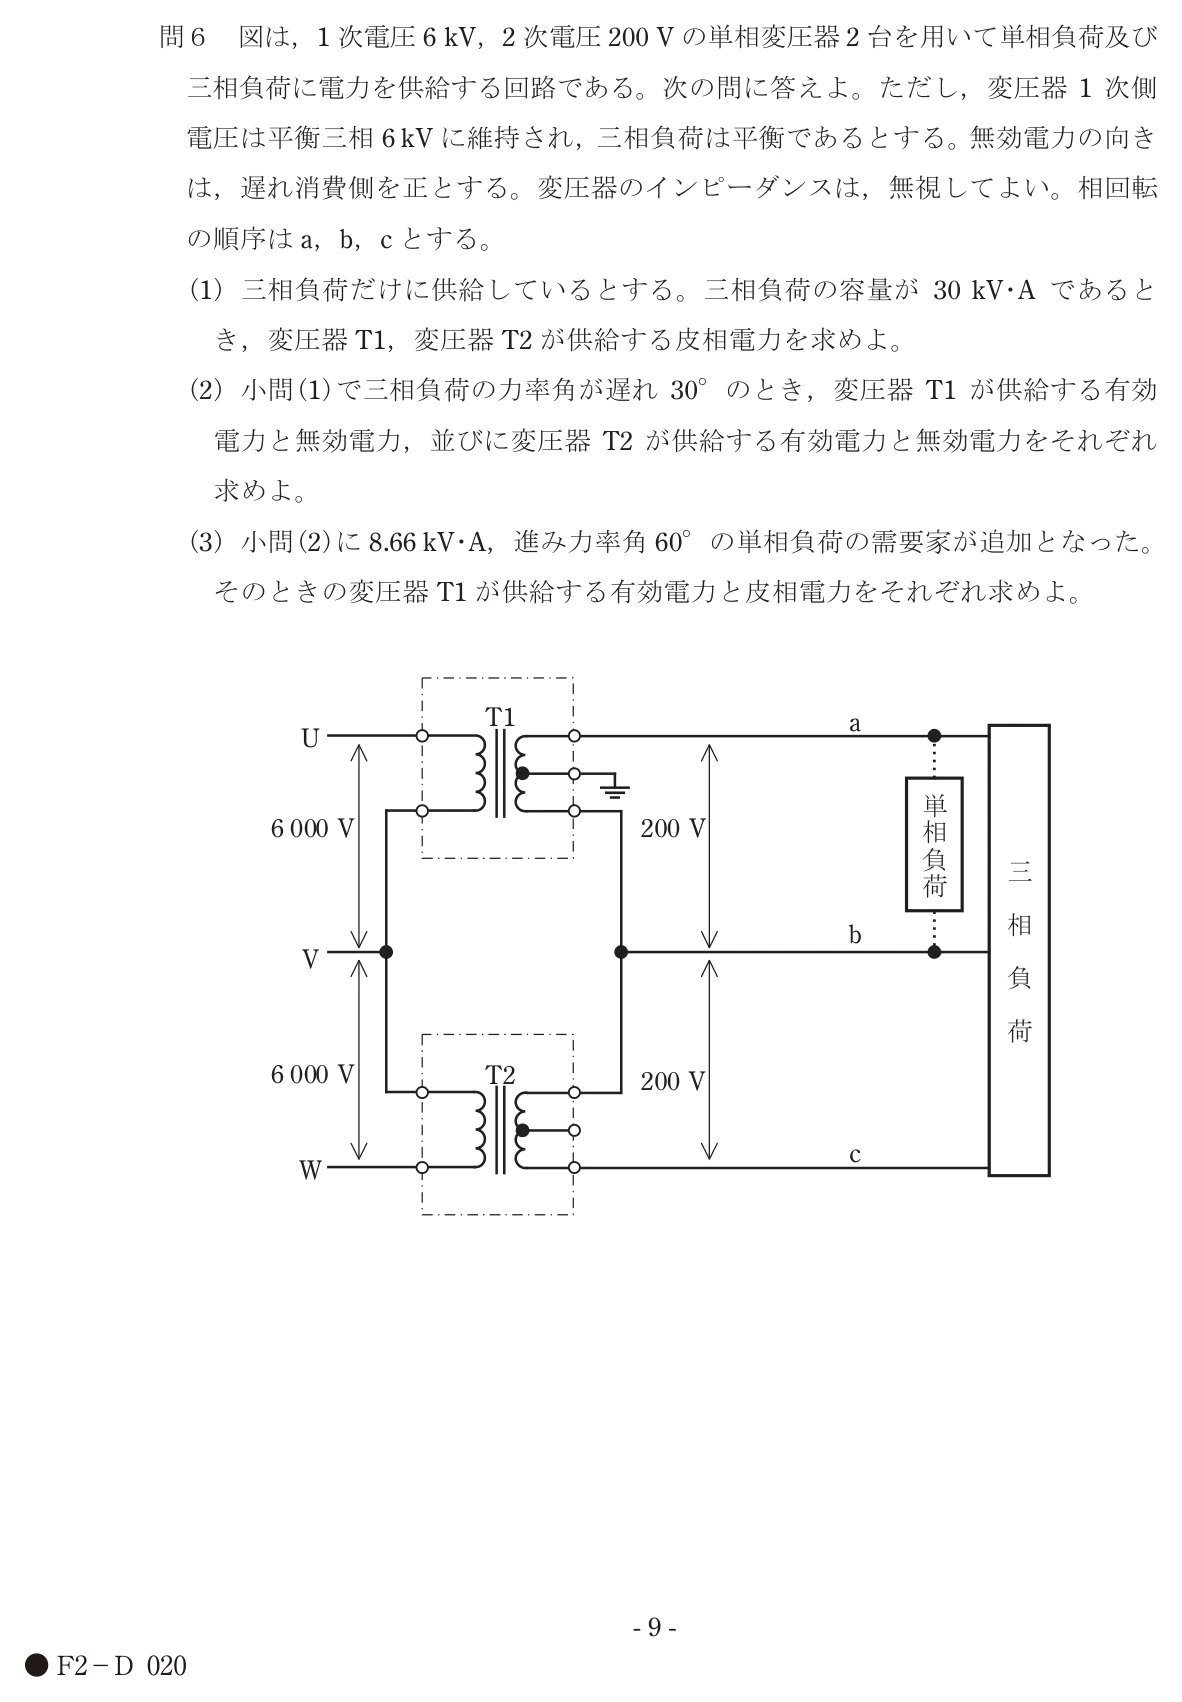 問6 図は，1次電圧6 kV，2次電圧200 Vの単相変圧器2台を用いて単相負荷及び
三相負荷に電力を供給する回路である。次の問に答えよ。ただし，変圧器1次側
電圧は平衡三相6 kVに維持され，三相負荷は平衡であるとする。無効電力の向き
は，遅れ消費側を正とする。変圧器のインピーダンスは，無視してよい。相回転
の順序はa，b，cとする。
(1) 三相負荷だけに供給しているとする。三相負荷の容量が 30 kV･A であると
き，変圧器T1，変圧器T2が供給する皮相電力を求めよ。
(2) 小問(1)で三相負荷の力率角が遅れ 30°のとき，変圧器 T1 が供給する有効
電力と無効電力，並びに変圧器 T2 が供給する有効電力と無効電力をそれぞれ
求めよ。
(3) 小問(2)に8.66 kV･A，進み力率角60°の単相負荷の需要家が追加となった。
そのときの変圧器T1が供給する有効電力と皮相電力をそれぞれ求めよ。
T1
a
U
単相負荷
6 000 V
200 V
三相負荷
b
V
T2
6 000 V
200 V
c
W
- 9 -
● F2－D 020